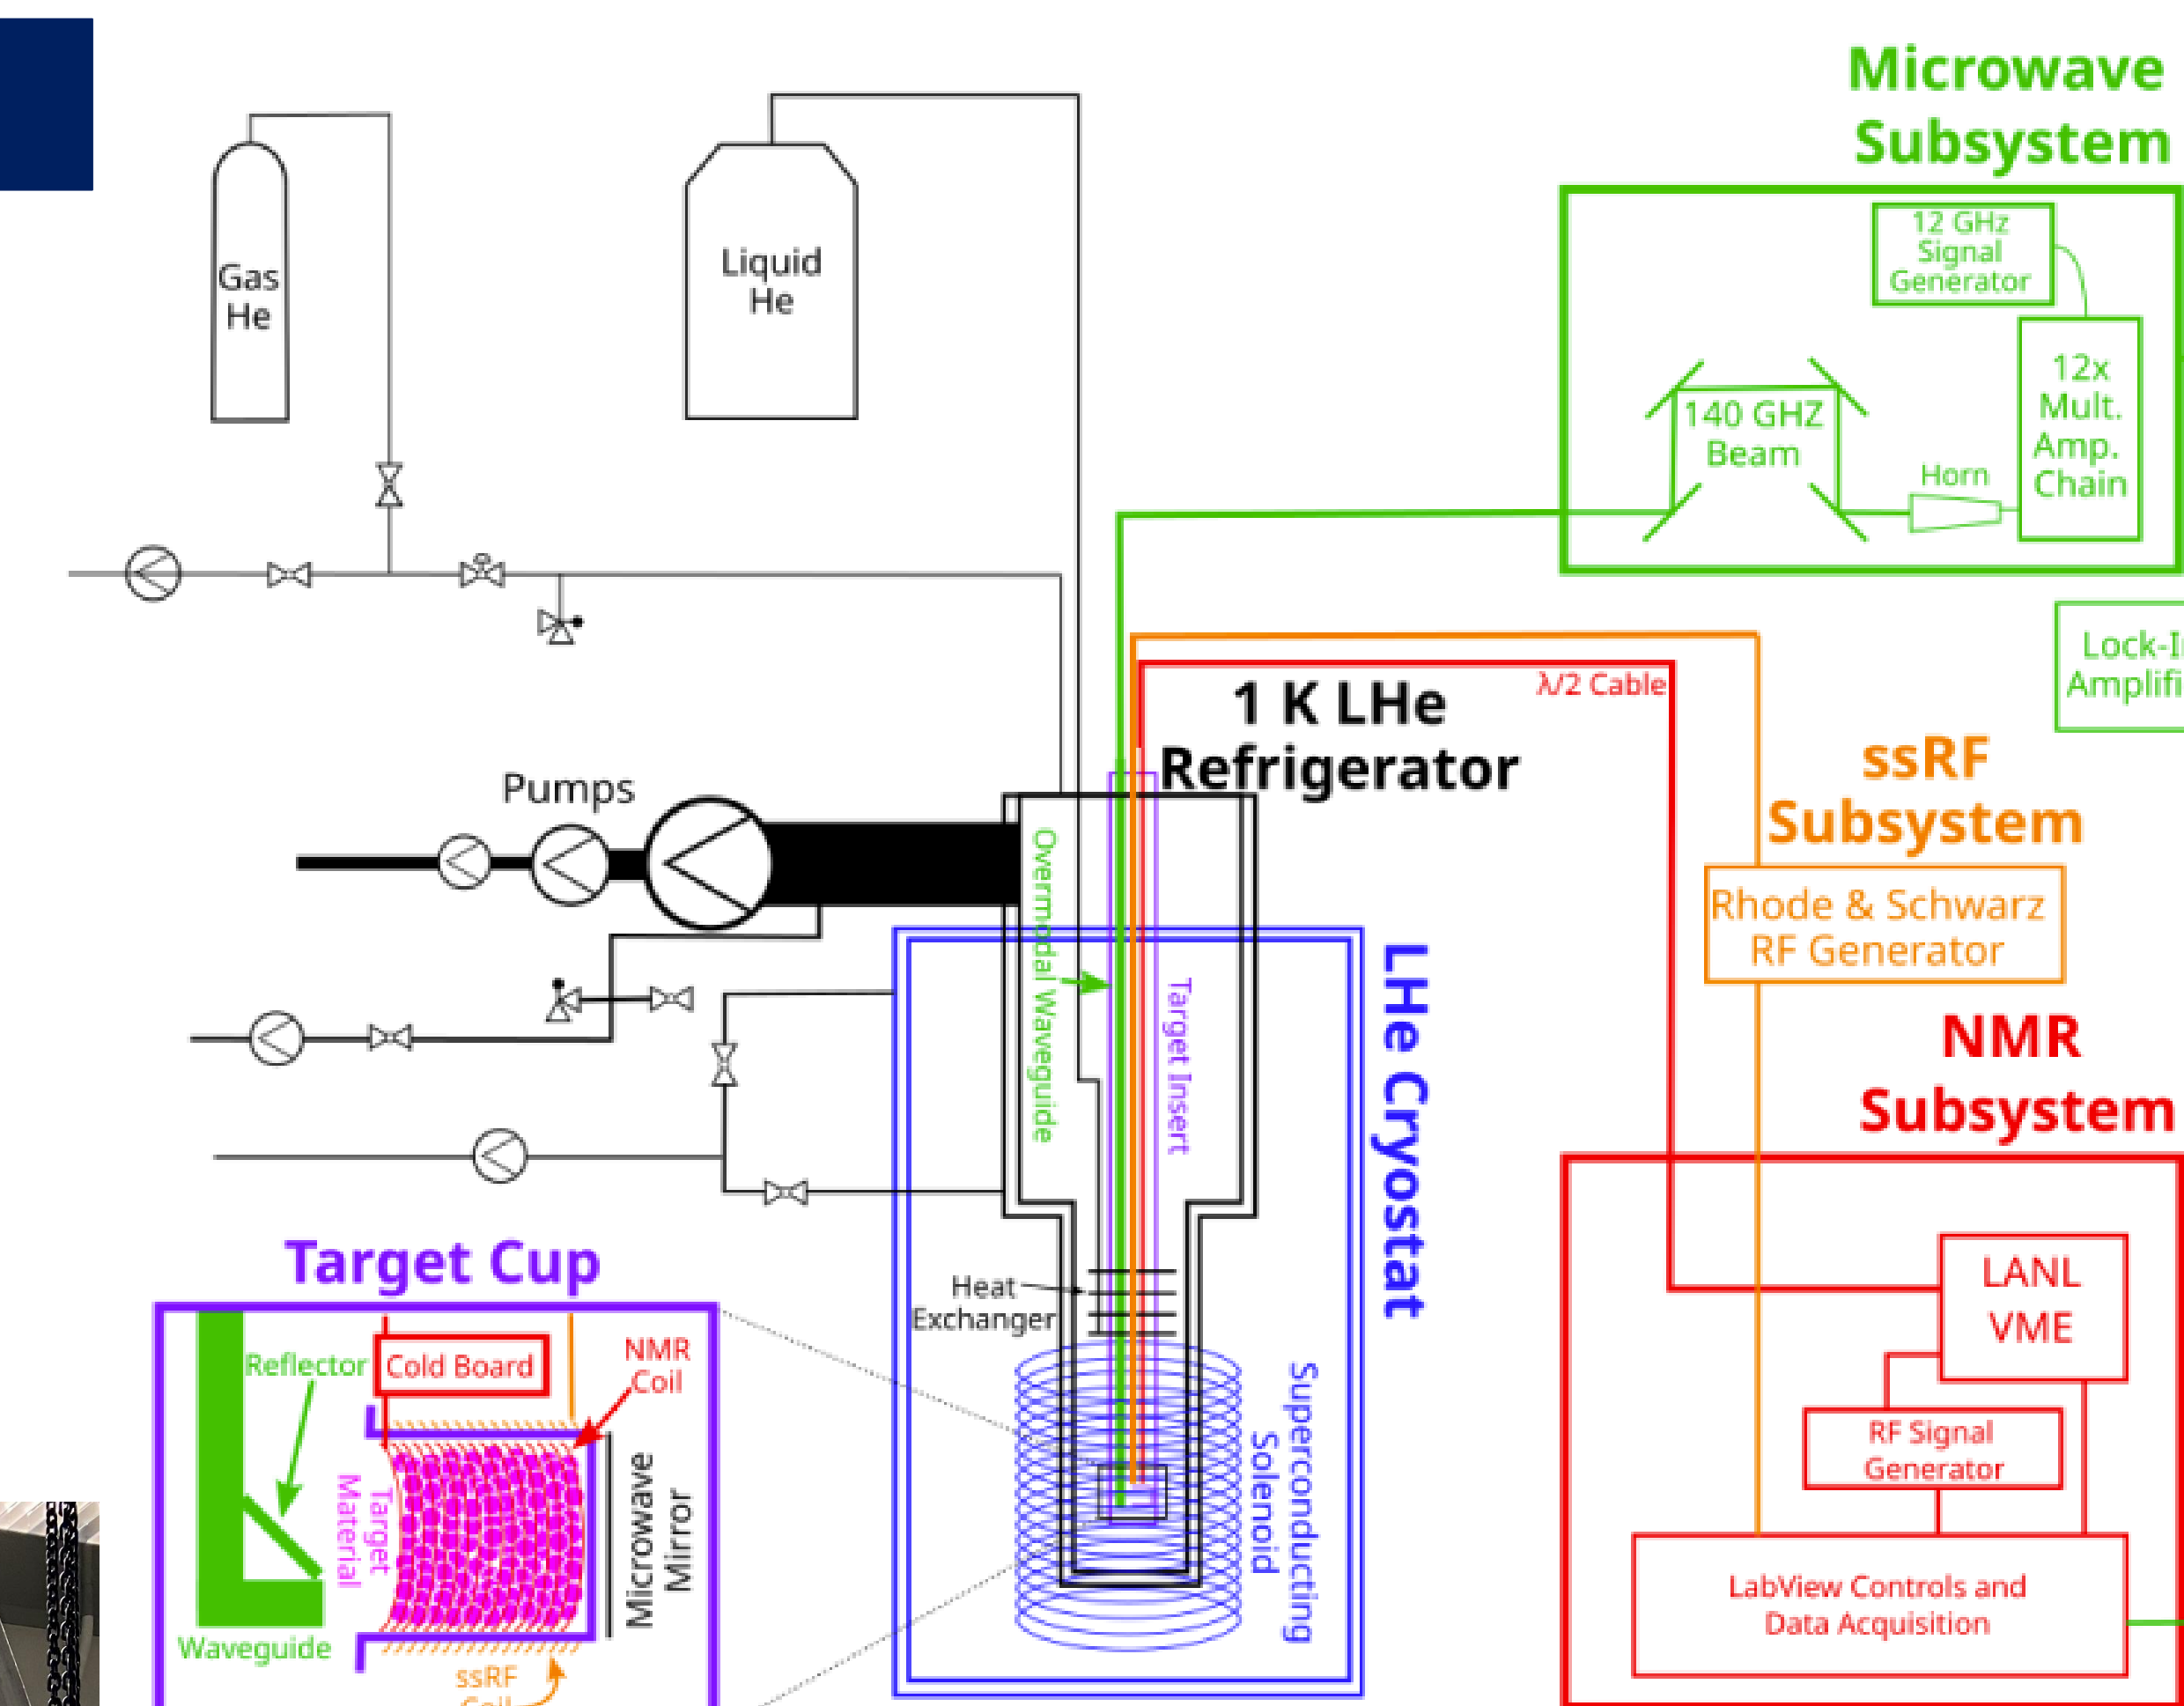 Microwave
Subsystem
12 GHz
Signal
Generator
12x
Mult.
Amp.
Chain
140 GHZ
Beam
Horn
Gas
He
Liquid
He
λ/2 Cable
1 K LHe
Refrigerator
Lock-I
Amplifi
ssRF
Subsystem
Rhode & Schwarz
RF Generator
Pumps
Overmodal Waveguide
Target Insert
LHe Cryostat
NMR
Subsystem
LANL
VME
RF Signal
Generator
LabView Controls and
Data Acquisition
Heat
Exchanger
Superconducting
Solenoid
Target Cup
Reflector
Cold Board
NMR
Coil
Target
Material
Microwave
Mirror
Waveguide
ssRF
Coil